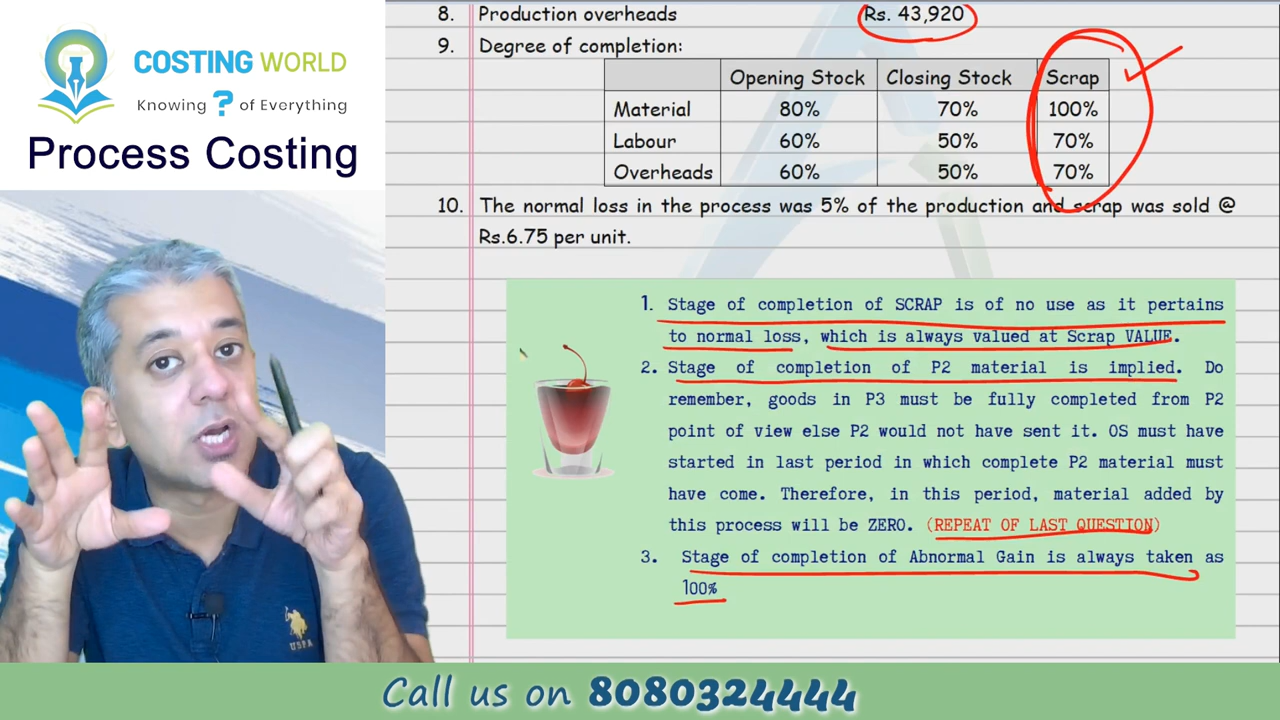 COSTING WORLD
Knowing ? of Everything
Process Costing
8. Production overheads Rs. 43,920
9. Degree of completion:
Opening Stock Closing Stock Scrap
Material 80% 70% 100%
Labour 60% 50% 70%
Overheads 60% 50% 70%
10. The normal loss in the process was 5% of the production and scrap was sold @
Rs.6.75 per unit.
1. Stage of completion of SCRAP is of no use as it pertains
to normal loss, which is always valued at Scrap VALUE.
2. Stage of completion of P2 material is implied. Do
remember, goods in P3 must be fully completed from P2
point of view else P2 would not have sent it. OS must have
started in last period in which complete P2 material must
have come. Therefore, in this period, material added by
this process will be ZERO. (REPEAT OF LAST QUESTION)
3. Stage of completion of Abnormal Gain is always taken as
100%
USPA
Call us on 8080324444